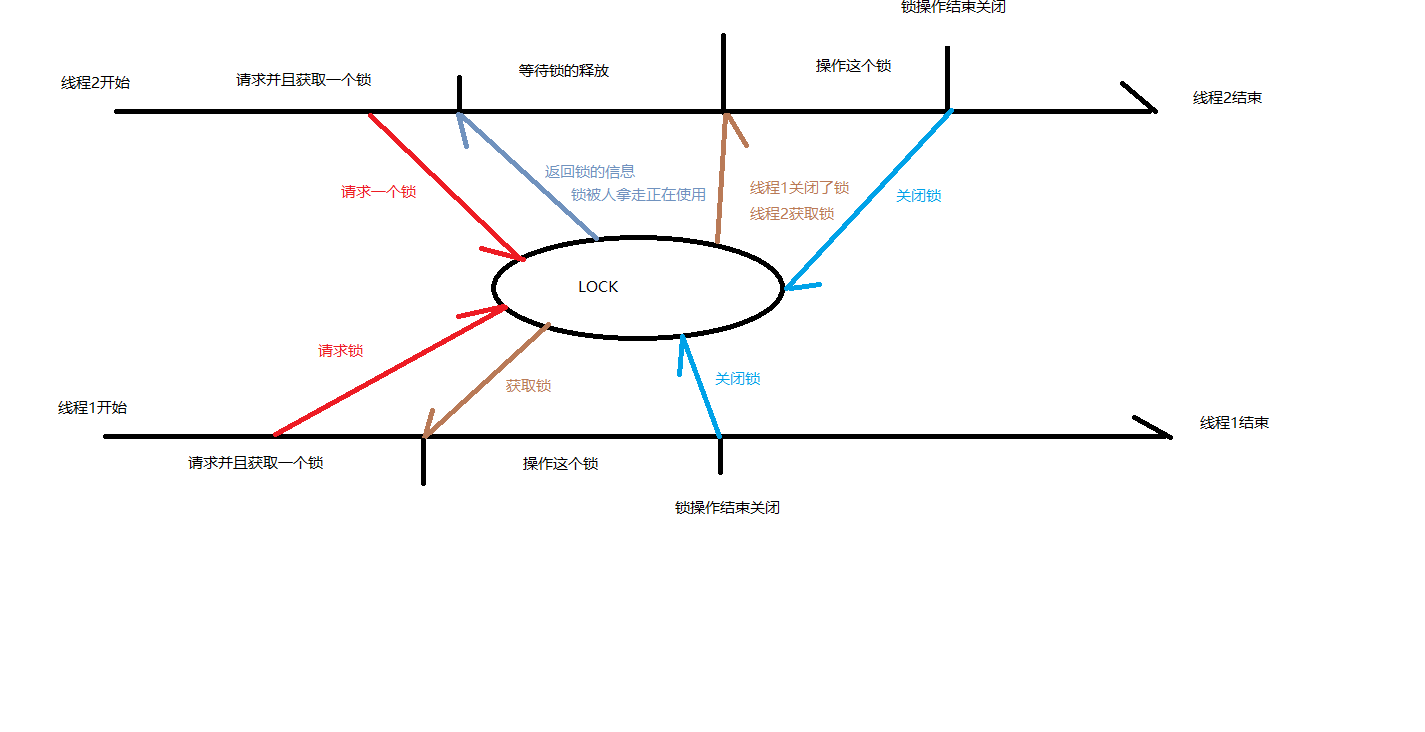 锁操作结束关闭
线程2开始
请求并且获取一个锁
等待锁的释放
操作这个锁
线程2结束
请求一个锁
返回锁的信息
锁被人拿走正在使用
线程1关闭了锁
线程2获取锁
关闭锁
LOCK
请求锁
获取锁
关闭锁
线程1开始
线程1结束
请求并且获取一个锁
操作这个锁
锁操作结束关闭